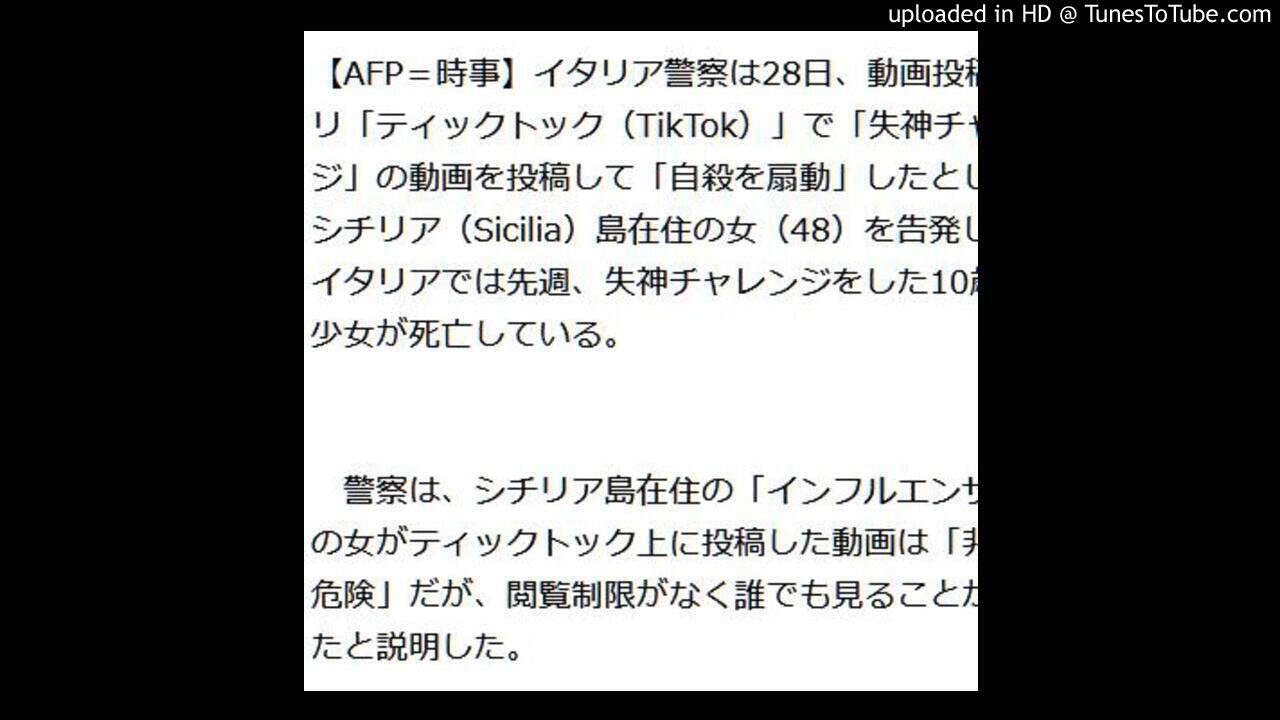 uploaded in HD @ TunesToTube.com
【AFP＝時事】イタリア警察は28日、動画投稿
リ「ティックトック（TikTok）」で「失神チャ
ジ」の動画を投稿して「自殺を扇動」したとし
シチリア（Sicilia）島在住の女（48）を告発し
イタリアでは先週、失神チャレンジをした10歳
少女が死亡している。
警察は、シチリア島在住の「インフルエンサ
の女がティックトック上に投稿した動画は「非
危険」だが、閲覧制限がなく誰でも見ることが
たと説明した。